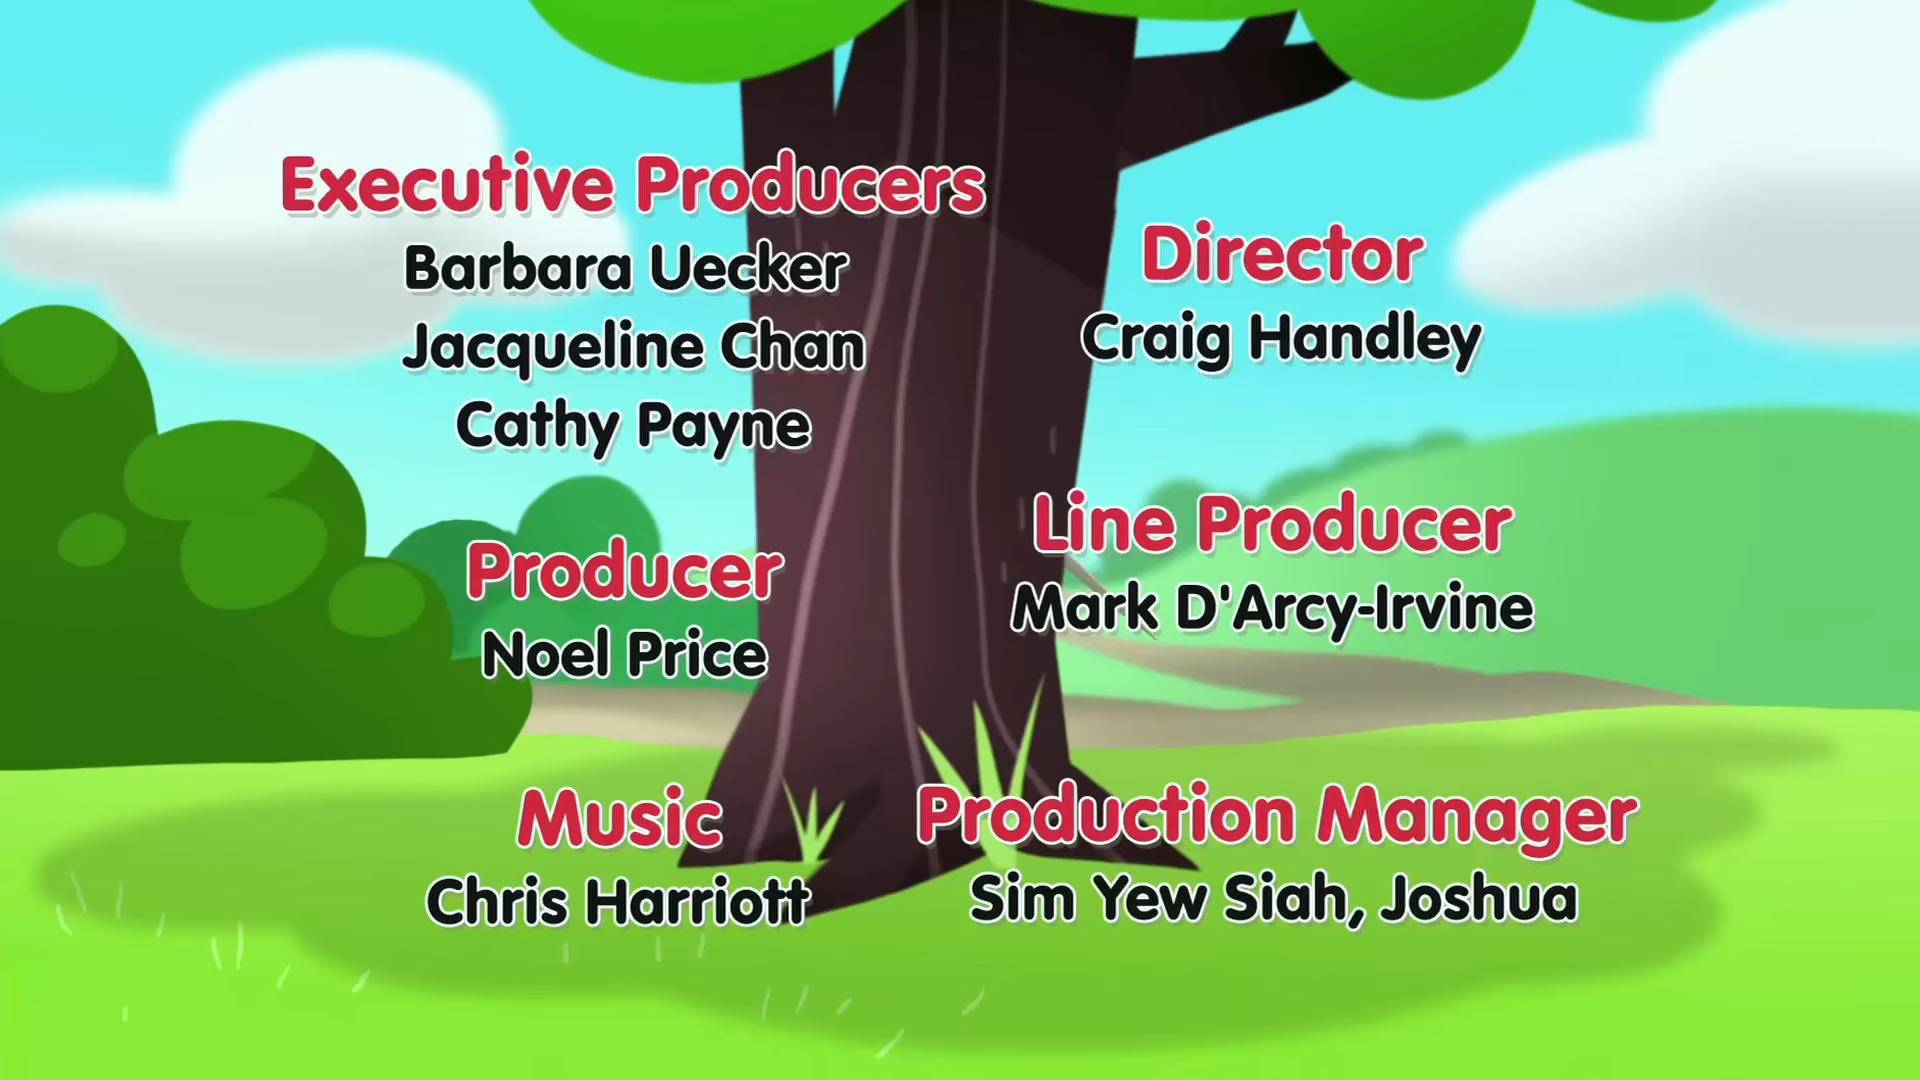 Executive Producers
Barbara Uecker
Jacqueline Chan
Cathy Payne
Producer
Noel Price
Music
Chris Harriott
Director
Craig Handley
Line Producer
Mark D'Arcy-Irvine
Production Manager
Sim Yew Siah, Joshua